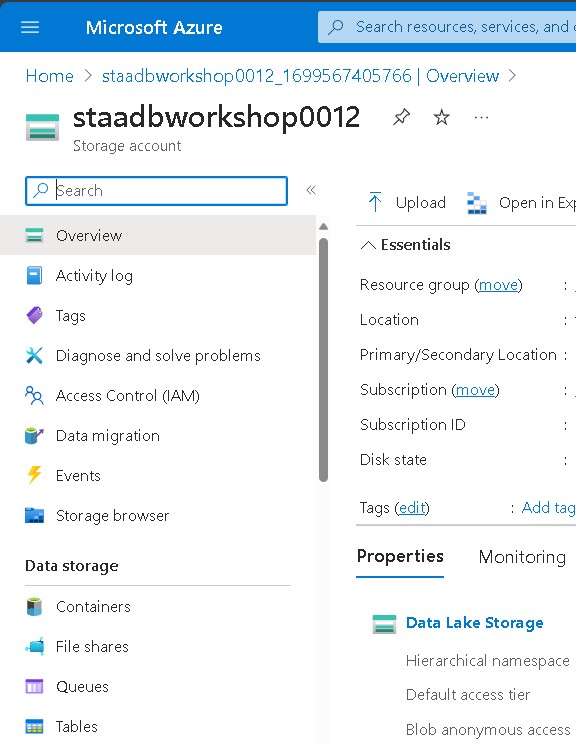 Microsoft Azure
Search resources, services, and
Home > staadbworkshop0012_1699567405766 | Overview >
staadbworkshop0012
Storage account
Search
«
Overview
Activity log
Tags
Diagnose and solve problems
Access Control (IAM)
Data migration
Events
Storage browser
Data storage
Containers
File shares
Queues
Tables
Upload
Open in Exp
Essentials
Resource group (move) :
Location :
Primary/Secondary Location :
Subscription (move) :
Subscription ID :
Disk state :
Tags (edit) : Add tag
Properties
Monitoring
Data Lake Storage
Hierarchical namespace
Default access tier
Blob anonymous access